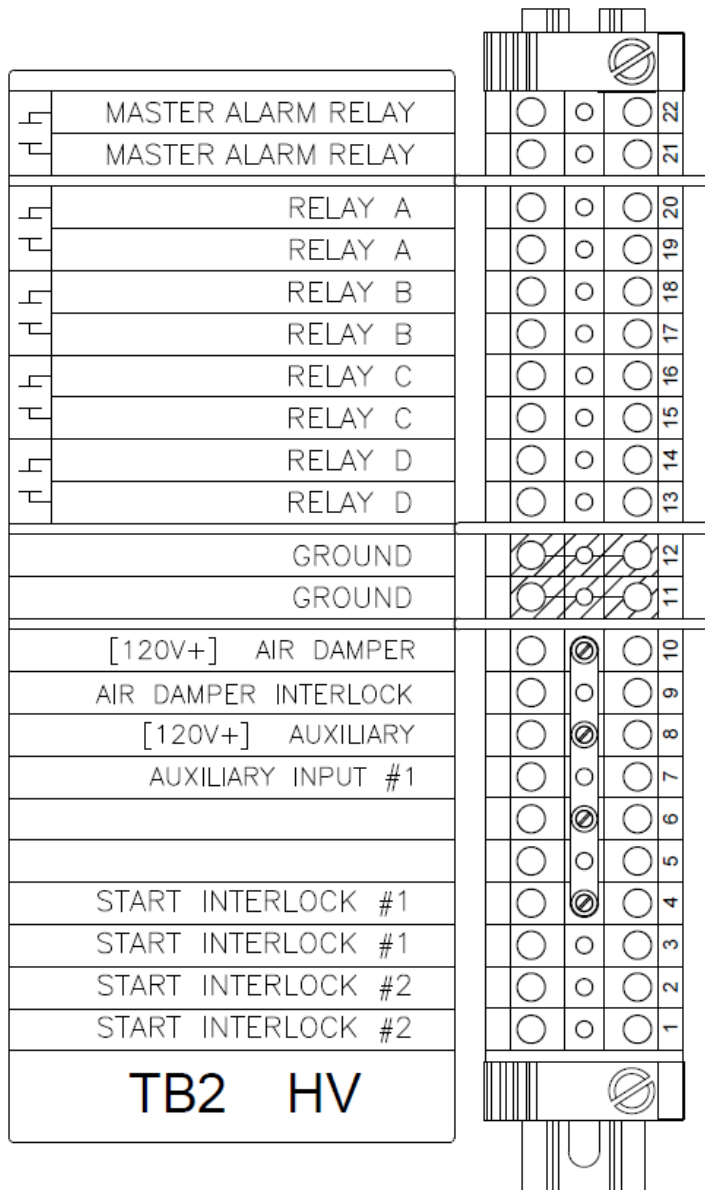 MASTER ALARM RELAY 22
MASTER ALARM RELAY 21
RELAY A 20
RELAY A 19
RELAY B 18
RELAY B 17
RELAY C 16
RELAY C 15
RELAY D 14
RELAY D 13
GROUND 12
GROUND 11
[120V+] AIR DAMPER 10
AIR DAMPER INTERLOCK 9
[120V+] AUXILIARY 8
AUXILIARY INPUT #1 7
6
5
START INTERLOCK #1 4
START INTERLOCK #1 3
START INTERLOCK #2 2
START INTERLOCK #2 1
TB2 HV